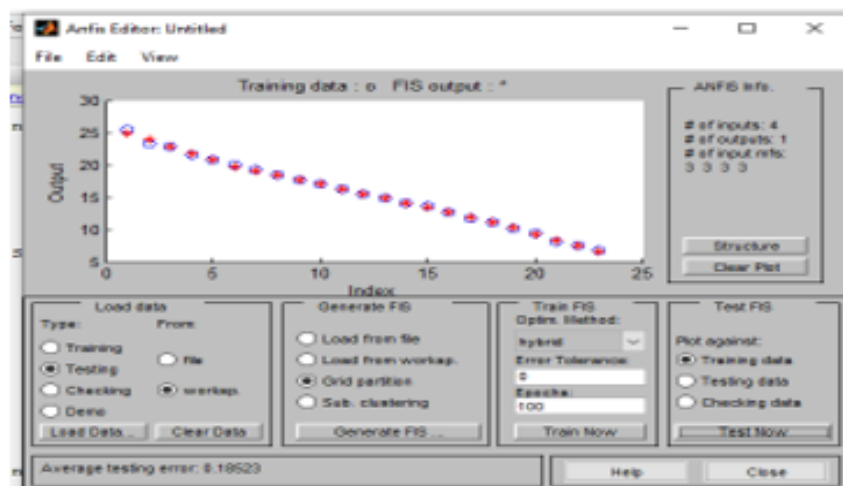 Anfis Editor: Untitled
File Edit View
Training data : o FIS output : *
30
25
20
15
10
5
Output
0 5 10 15 20 25
Index
ANFIS Info.
# of inputs: 4
# of outputs: 1
# of input mfs:
3 3 3 3
Structure
Clear Plot
Load data
Type: From:
Training
Testing
Checking
Demo
file
worksp.
Load Data... Clear Data
Generate FIS
Load from file
Load from worksp.
Grid partition
Sub. clustering
Generate FIS ...
Train FIS
Optim. Method:
hybrid
Error Tolerance:
0
Epochs:
100
Train Now
Test FIS
Plot against:
Training data
Testing data
Checking data
Test Now
Average testing error: 0.18523
Help Close